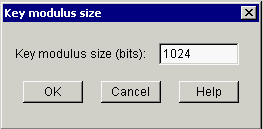 Key modulus size
Key modulus size (bits): 1024
OK Cancel Help